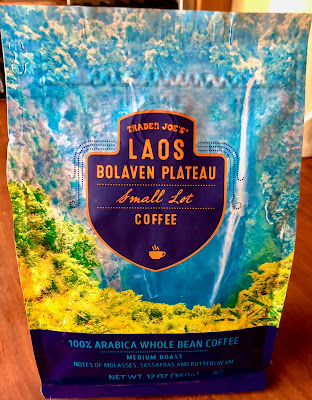 TRADER JOE'S
LAOS
BOLAVEN PLATEAU
Small Lot
COFFEE
100% ARABICA WHOLE BEAN COFFEE
MEDIUM ROAST
NOTES OF MOLASSES, SASSAFRAS AND BUTTERCREAM
NET WT. 12 OZ (340g)